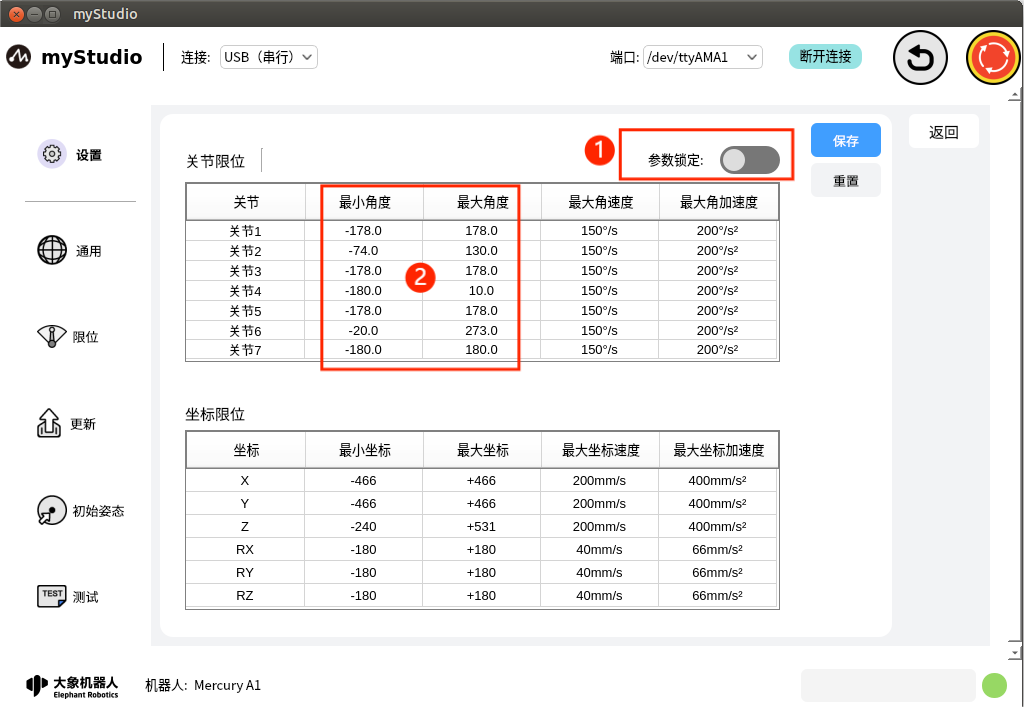 myStudio
myStudio 连接: USB（串行） 端口: /dev/ttyAMA1 断开连接
设置
通用
限位
更新
初始姿态
TEST 测试
关节限位 1 参数锁定: 保存 返回
重置
关节 最小角度 最大角度 最大角速度 最大角加速度
关节1 -178.0 178.0 150°/s 200°/s²
关节2 -74.0 130.0 150°/s 200°/s²
关节3 -178.0 2 178.0 150°/s 200°/s²
关节4 -180.0 10.0 150°/s 200°/s²
关节5 -178.0 178.0 150°/s 200°/s²
关节6 -20.0 273.0 150°/s 200°/s²
关节7 -180.0 180.0 150°/s 200°/s²
坐标限位
坐标 最小坐标 最大坐标 最大坐标速度 最大坐标加速度
X -466 +466 200mm/s 400mm/s²
Y -466 +466 200mm/s 400mm/s²
Z -240 +531 200mm/s 400mm/s²
RX -180 +180 40mm/s 66mm/s²
RY -180 +180 40mm/s 66mm/s²
RZ -180 +180 40mm/s 66mm/s²
大象机器人
Elephant Robotics
机器人: Mercury A1